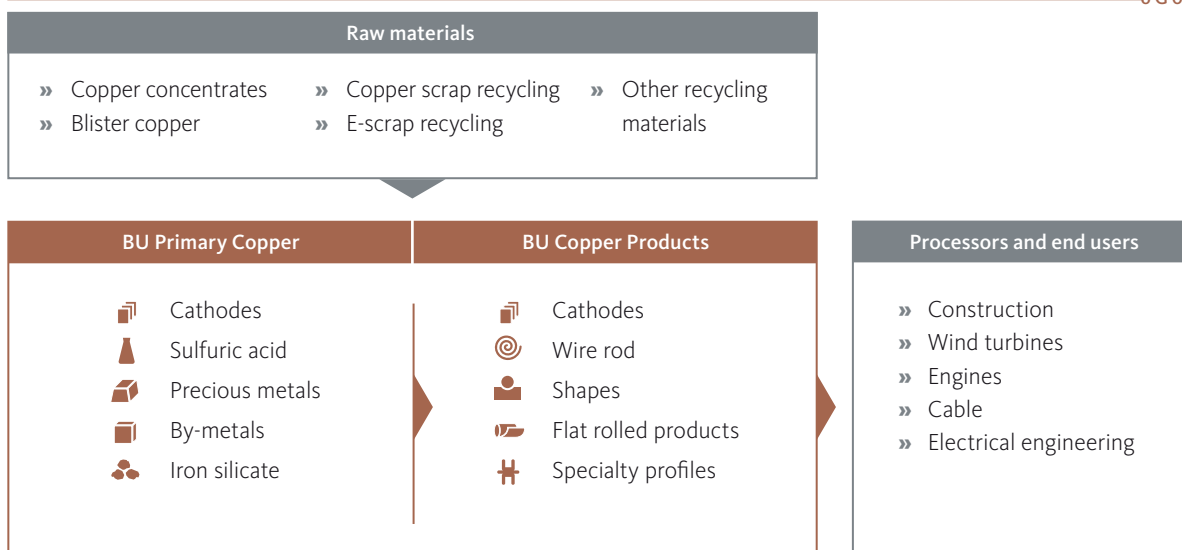 Raw materials
» Copper concentrates
» Blister copper
» Copper scrap recycling
» E-scrap recycling
» Other recycling
materials
BU Primary Copper
Cathodes
Sulfuric acid
Precious metals
By-metals
Iron silicate
BU Copper Products
Cathodes
Wire rod
Shapes
Flat rolled products
Specialty profiles
Processors and end users
» Construction
» Wind turbines
» Engines
» Cable
» Electrical engineering